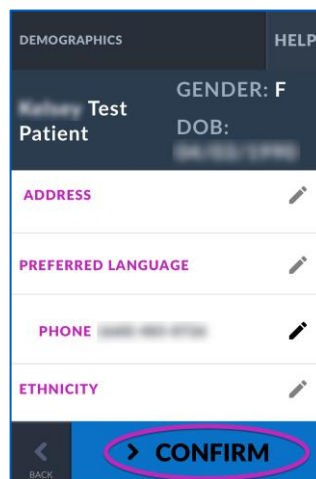 DEMOGRAPHICS
HELP
Test
Patient
GENDER: F
DOB:
ADDRESS
PREFERRED LANGUAGE
PHONE
ETHNICITY
BACK
CONFIRM